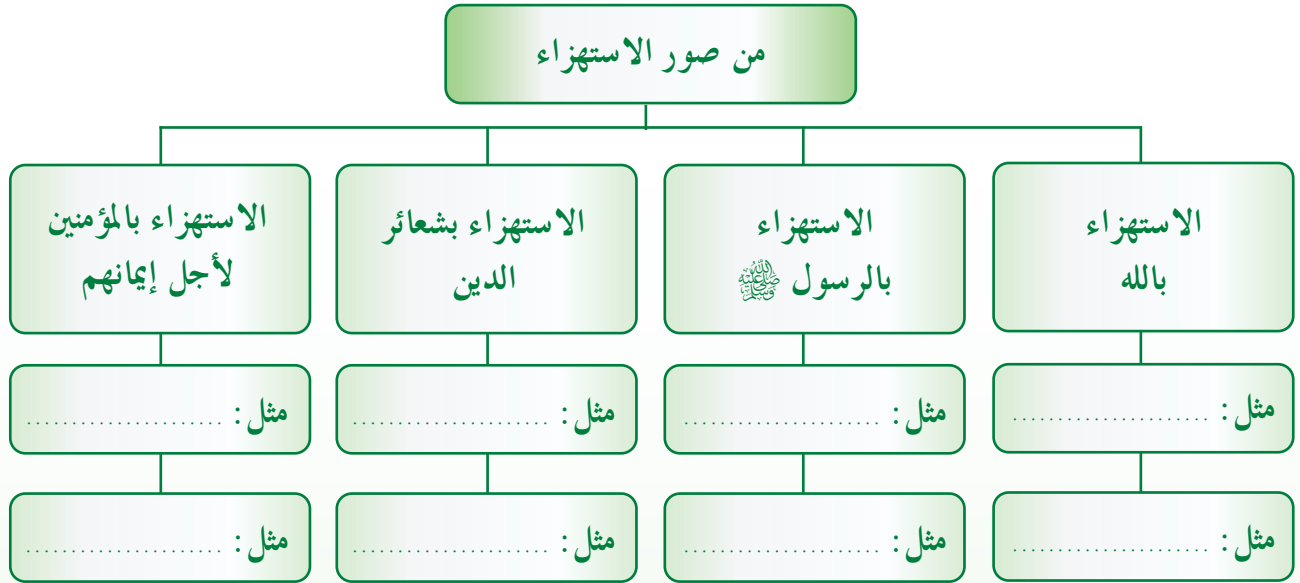 من صور الاستهزاء
الاستهزاء
بالله
الاستهزاء
بالرسول ﷺ
الاستهزاء بشعائر
الدين
الاستهزاء بالمؤمنين
لأجل إيمانهم
مثل : ......................
مثل : ......................
مثل : ......................
مثل : ......................
مثل : ......................
مثل : ......................
مثل : ......................
مثل : ......................